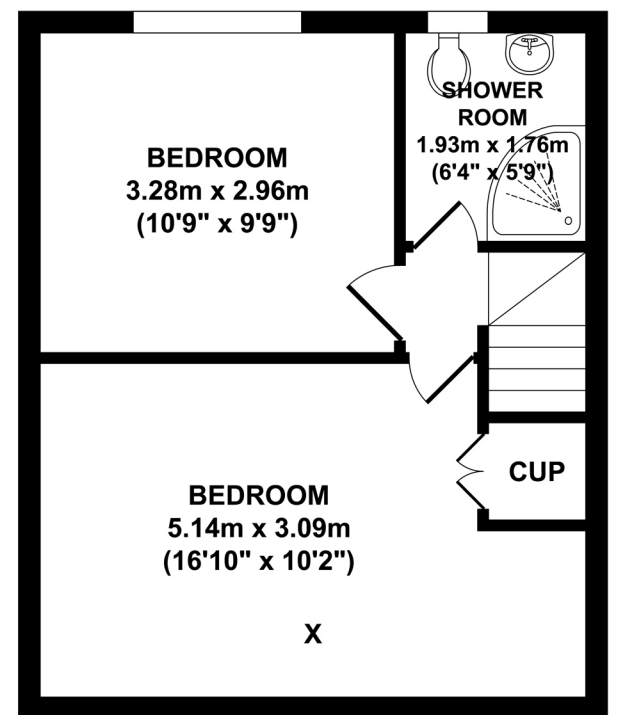 BEDROOM
3.28m x 2.96m
(10'9" x 9'9")
SHOWER
ROOM
1.93m x 1.76m
(6'4" x 5'9")
CUP
BEDROOM
5.14m x 3.09m
(16'10" x 10'2")
X